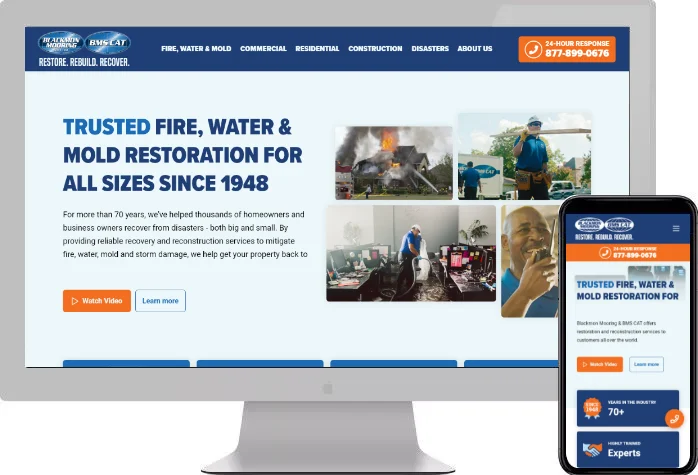 BLACKMON
MOORING
BMS CAT
RESTORE. REBUILD. RECOVER.
FIRE, WATER & MOLD COMMERCIAL RESIDENTIAL CONSTRUCTION DISASTERS ABOUT US
24-HOUR RESPONSE
877-899-0676
TRUSTED FIRE, WATER &
MOLD RESTORATION FOR
ALL SIZES SINCE 1948
For more than 70 years, we've helped thousands of homeowners and
business owners recover from disasters - both big and small. By
providing reliable recovery and reconstruction services to mitigate
fire, water, mold and storm damage, we help get your property back to
Watch Video Learn more
BLACKMON
MOORING
BMS CAT
RESTORE. REBUILD. RECOVER.
24-HOUR RESPONSE
877-899-0676
TRUSTED FIRE, WATER &
MOLD RESTORATION FOR
Blackmon Mooring & BMS CAT offers
restoration and reconstruction services to
customers all over the world.
Watch Video Learn more
SINCE
1948
YEARS IN THE INDUSTRY
70+
HIGHLY TRAINED
Experts